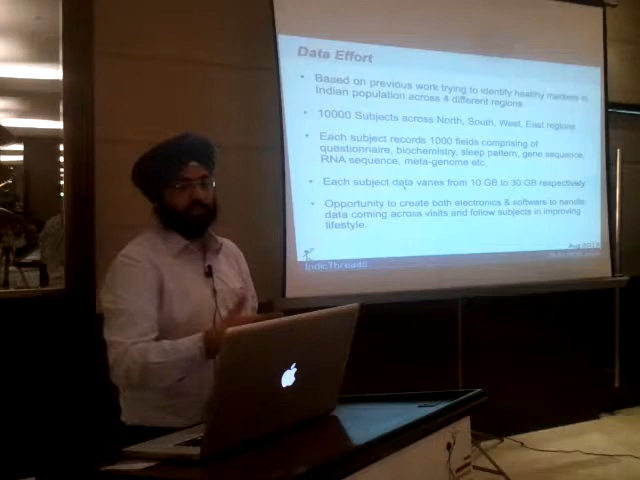 Data Effort
• Based on previous work trying to identify healthy markers in
Indian population across 4 different regions
• 10000 Subjects across North, South, West, East regions
• Each subject records 1000 fields comprising of
questionnaire, biochemistry, sleep pattern, gene sequence,
RNA sequence, meta-genome etc.
• Each subject data varies from 10 GB to 30 GB respectively.
• Opportunity to create both electronics & software to handle
data coming across visits and follow subjects in improving
lifestyle.
IndicThreads